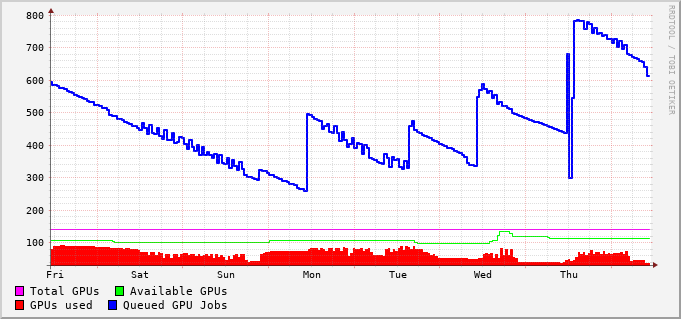 800
700
600
500
400
300
200
100
Fri Sat Sun Mon Tue Wed Thu
Total GPUs Available GPUs
GPUs used Queued GPU Jobs
RRDTOOL / TOBI OETIKER